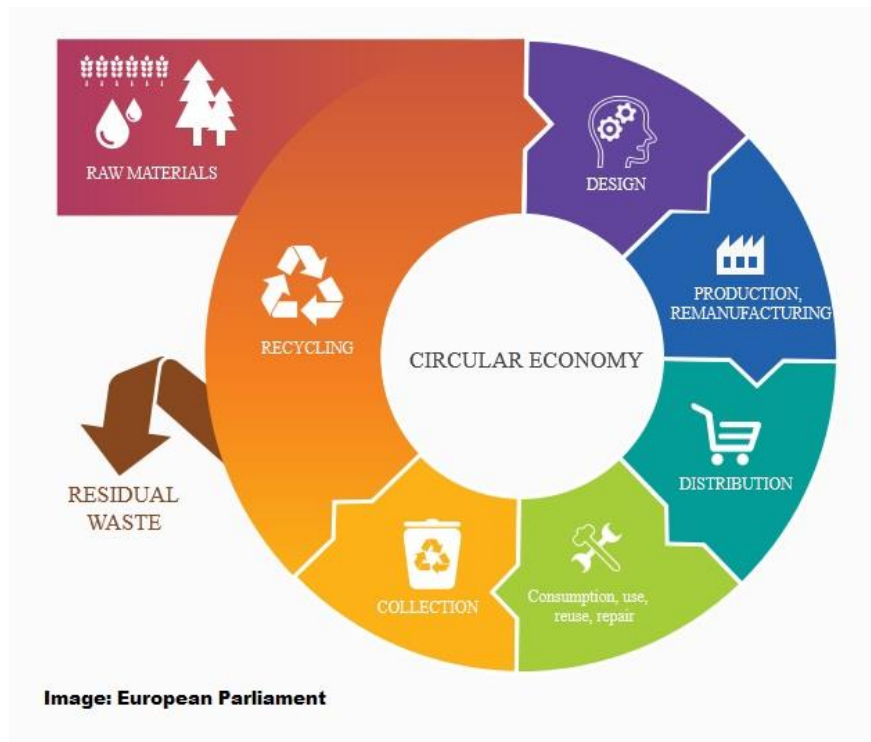 RAW MATERIALS
DESIGN
PRODUCTION,
REMANUFACTURING
RECYCLING
CIRCULAR ECONOMY
DISTRIBUTION
RESIDUAL
WASTE
COLLECTION
Consumption, use,
reuse, repair
Image: European Parliament